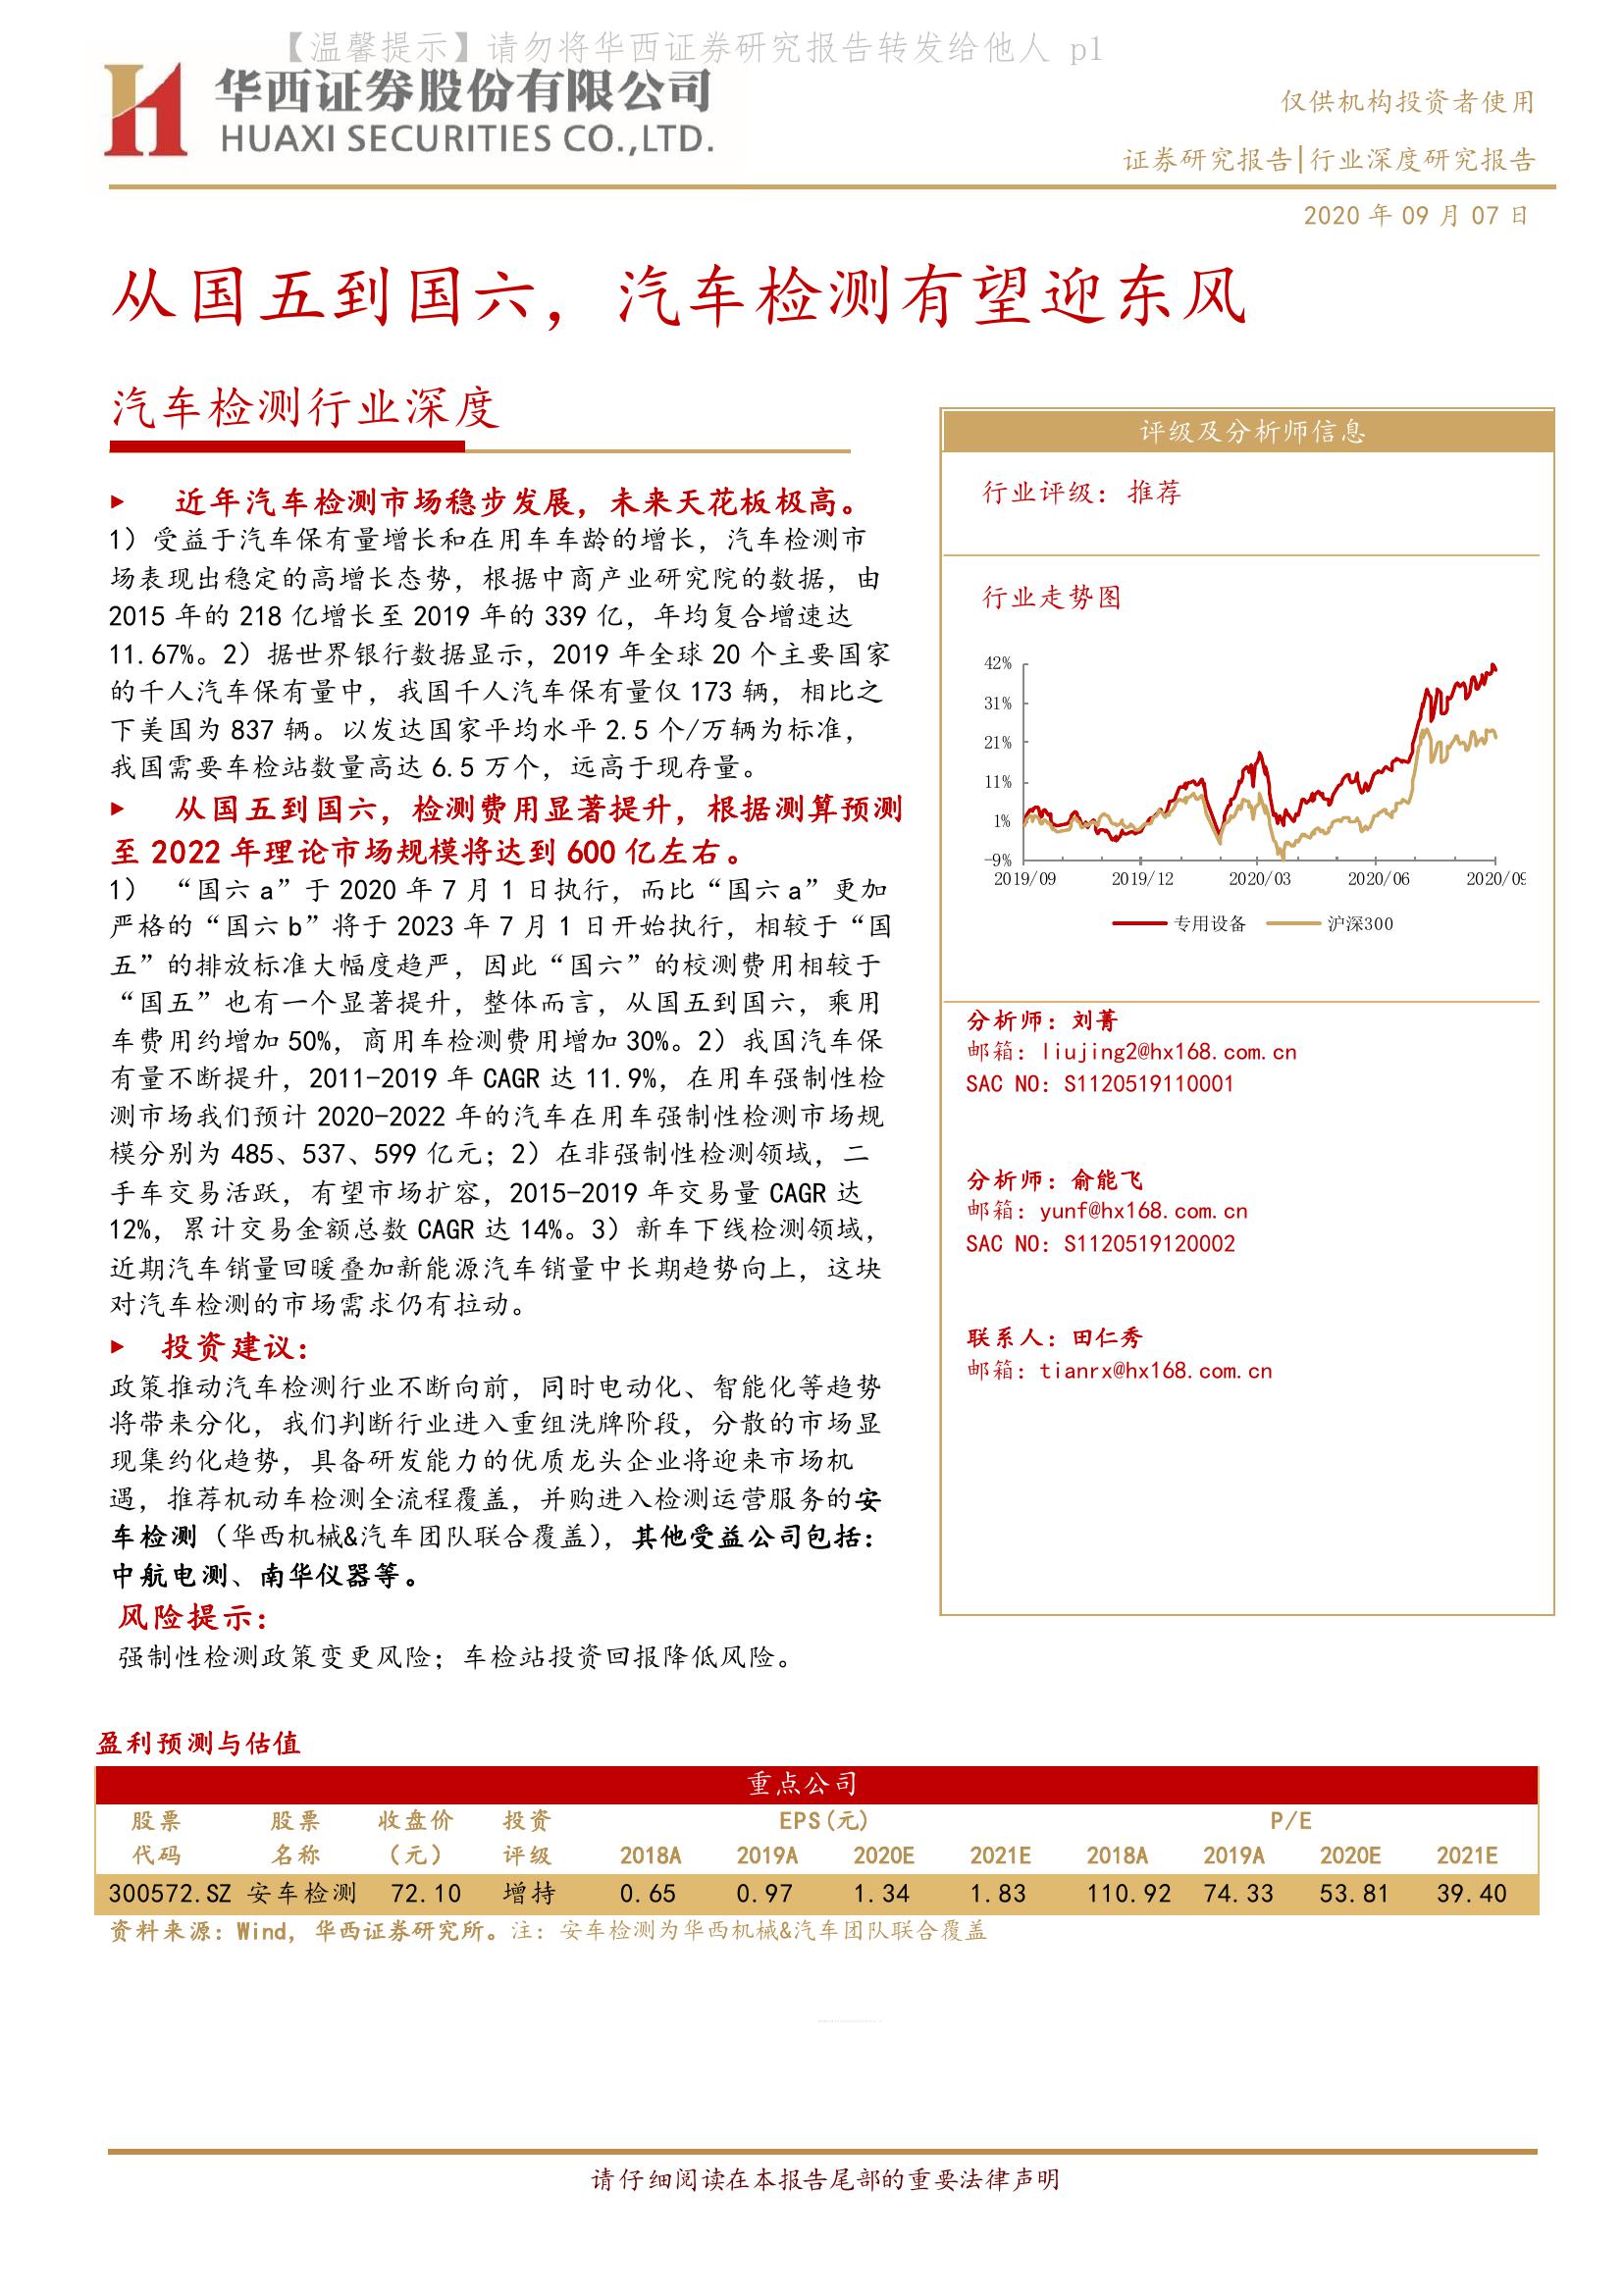 【温馨提示】请勿将华西证券研究报告转发给他人 p1
华西证券股份有限公司
HUAXI SECURITIES CO.,LTD.
仅供机构投资者使用
证券研究报告|行业深度研究报告
2020 年 09 月 07 日
从国五到国六，汽车检测有望迎东风
汽车检测行业深度
► 近年汽车检测市场稳步发展，未来天花板极高。
1）受益于汽车保有量增长和在用车车龄的增长，汽车检测市
场表现出稳定的高增长态势，根据中商产业研究院的数据，由
2015 年的 218 亿增长至 2019 年的 339 亿，年均复合增速达
11.67%。2）据世界银行数据显示，2019 年全球 20 个主要国家
的千人汽车保有量中，我国千人汽车保有量仅 173 辆，相比之
下美国为 837 辆。以发达国家平均水平 2.5 个/万辆为标准，
我国需要车检站数量高达 6.5 万个，远高于现存量。
► 从国五到国六，检测费用显著提升，根据测算预测
至 2022 年理论市场规模将达到 600 亿左右。
1） “国六 a”于 2020 年 7 月 1 日执行，而比“国六 a”更加
严格的“国六 b”将于 2023 年 7 月 1 日开始执行，相较于“国
五”的排放标准大幅度趋严，因此“国六”的校测费用相较于
“国五”也有一个显著提升，整体而言，从国五到国六，乘用
车费用约增加 50%，商用车检测费用增加 30%。2）我国汽车保
有量不断提升，2011-2019 年 CAGR 达 11.9%，在用车强制性检
测市场我们预计 2020-2022 年的汽车在用车强制性检测市场规
模分别为 485、537、599 亿元；2）在非强制性检测领域，二
手车交易活跃，有望市场扩容，2015-2019 年交易量 CAGR 达
12%，累计交易金额总数 CAGR 达 14%。3）新车下线检测领域，
近期汽车销量回暖叠加新能源汽车销量中长期趋势向上，这块
对汽车检测的市场需求仍有拉动。
► 投资建议：
政策推动汽车检测行业不断向前，同时电动化、智能化等趋势
将带来分化，我们判断行业进入重组洗牌阶段，分散的市场显
现集约化趋势，具备研发能力的优质龙头企业将迎来市场机
遇，推荐机动车检测全流程覆盖，并购进入检测运营服务的安
车检测（华西机械&汽车团队联合覆盖），其他受益公司包括：
中航电测、南华仪器等。
风险提示：
强制性检测政策变更风险；车检站投资回报降低风险。
评级及分析师信息
行业评级：推荐
行业走势图
42%
31%
21%
11%
1%
-9%
2019/09 2019/12 2020/03 2020/06 2020/09
专用设备 沪深300
分析师：刘菁
邮箱：liujing2@hx168.com.cn
SAC NO：S1120519110001
分析师：俞能飞
邮箱：yunf@hx168.com.cn
SAC NO：S1120519120002
联系人：田仁秀
邮箱：tianrx@hx168.com.cn
盈利预测与估值
重点公司
股票 股票 收盘价 投资 EPS(元) P/E
代码 名称 （元） 评级 2018A 2019A 2020E 2021E 2018A 2019A 2020E 2021E
300572.SZ 安车检测 72.10 增持 0.65 0.97 1.34 1.83 110.92 74.33 53.81 39.40
资料来源：Wind，华西证券研究所。注：安车检测为华西机械&汽车团队联合覆盖
请仔细阅读在本报告尾部的重要法律声明